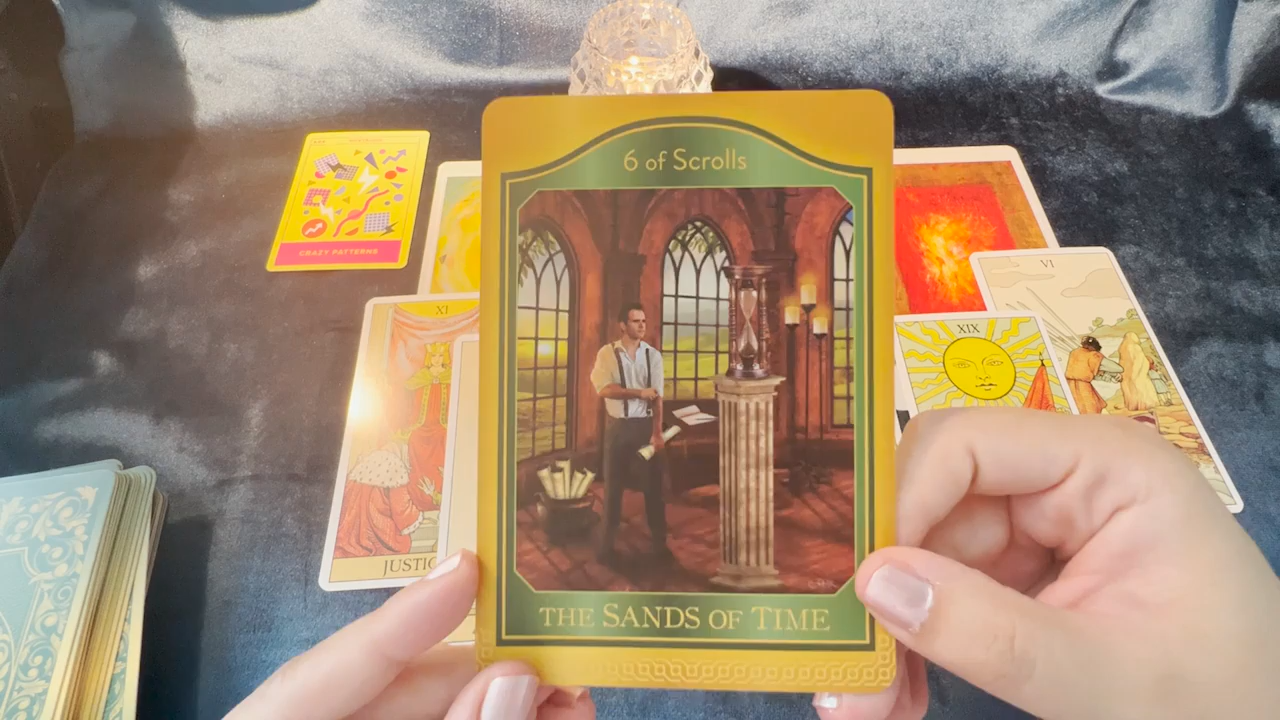 6 of Scrolls
THE SANDS OF TIME
CRAZY PATTERNS
XI
JUSTIC
XIX
VI